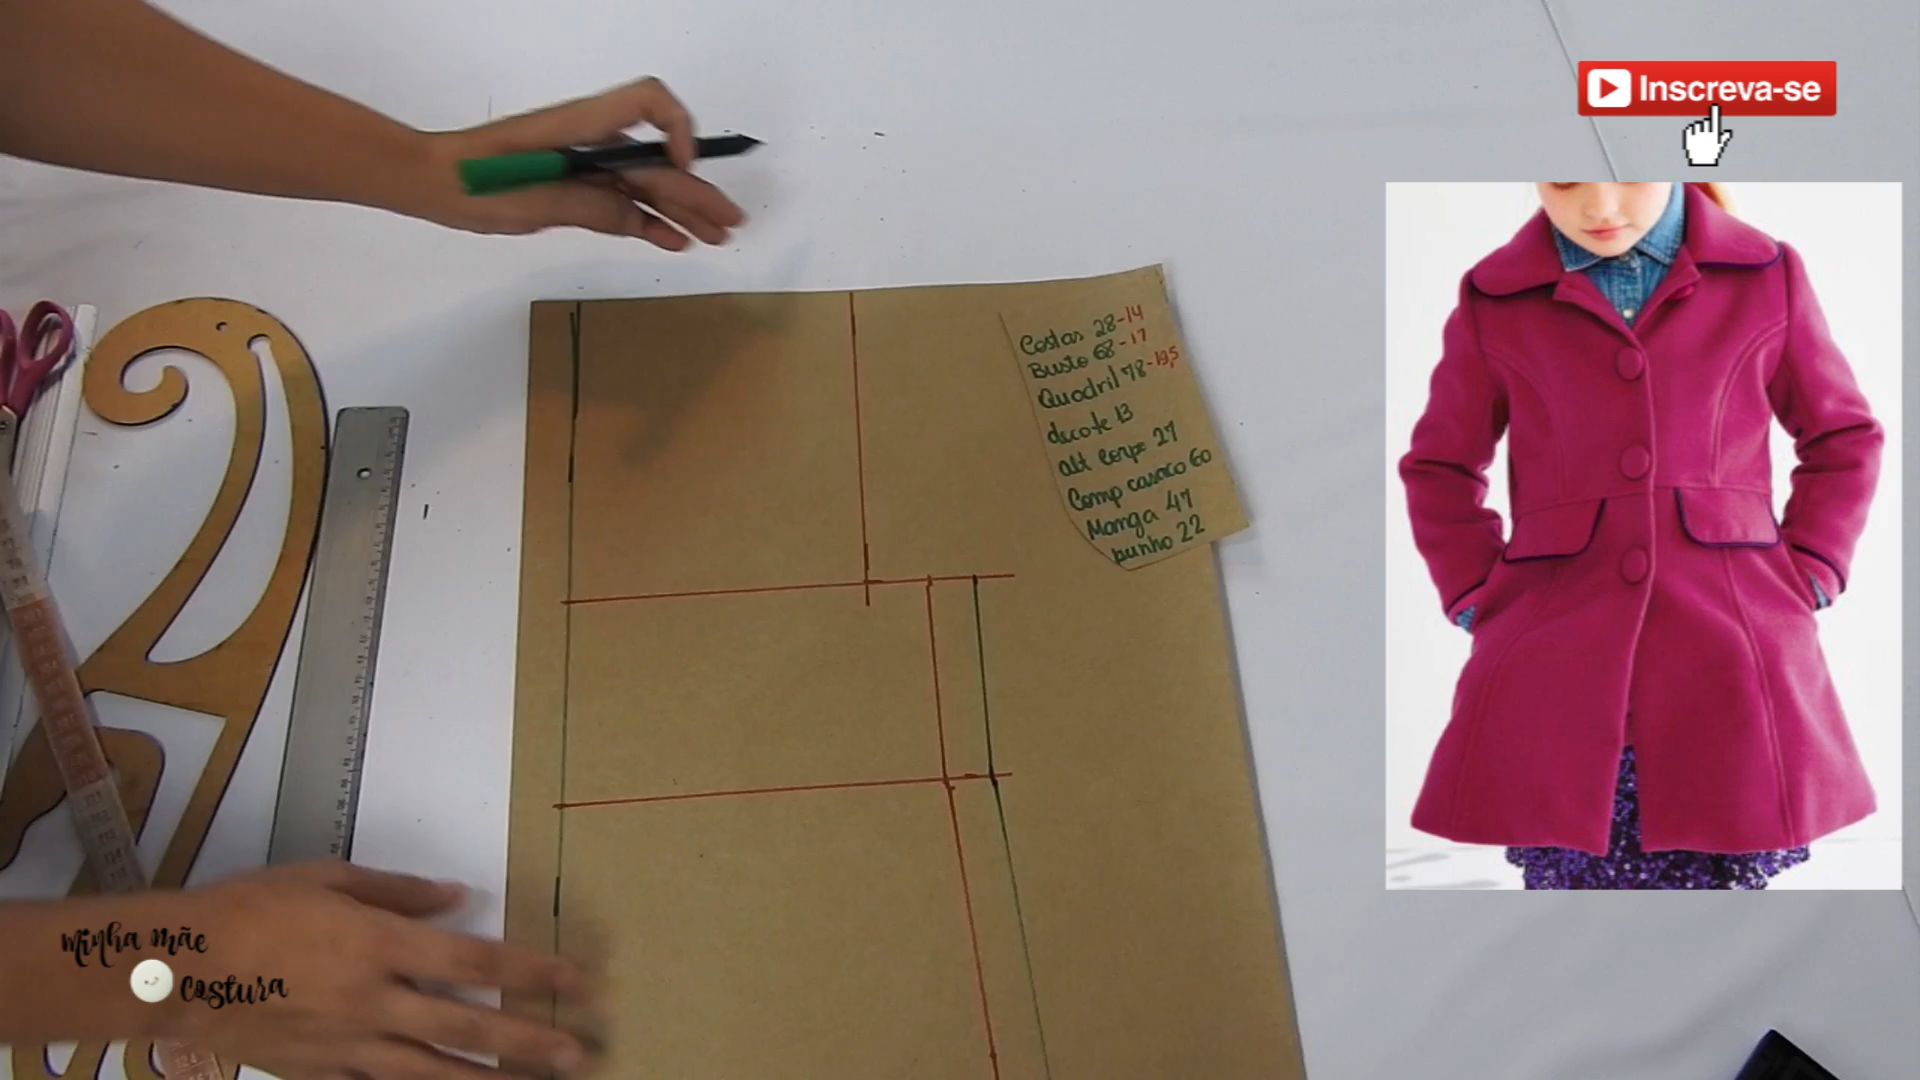 Inscreva-se
Costas 28-14
Busto 68-17
Quadril 78-19,5
dcote 13
alt corpo 27
Comp casaco 60
Manga 47
punho 22
minha mãe
costura